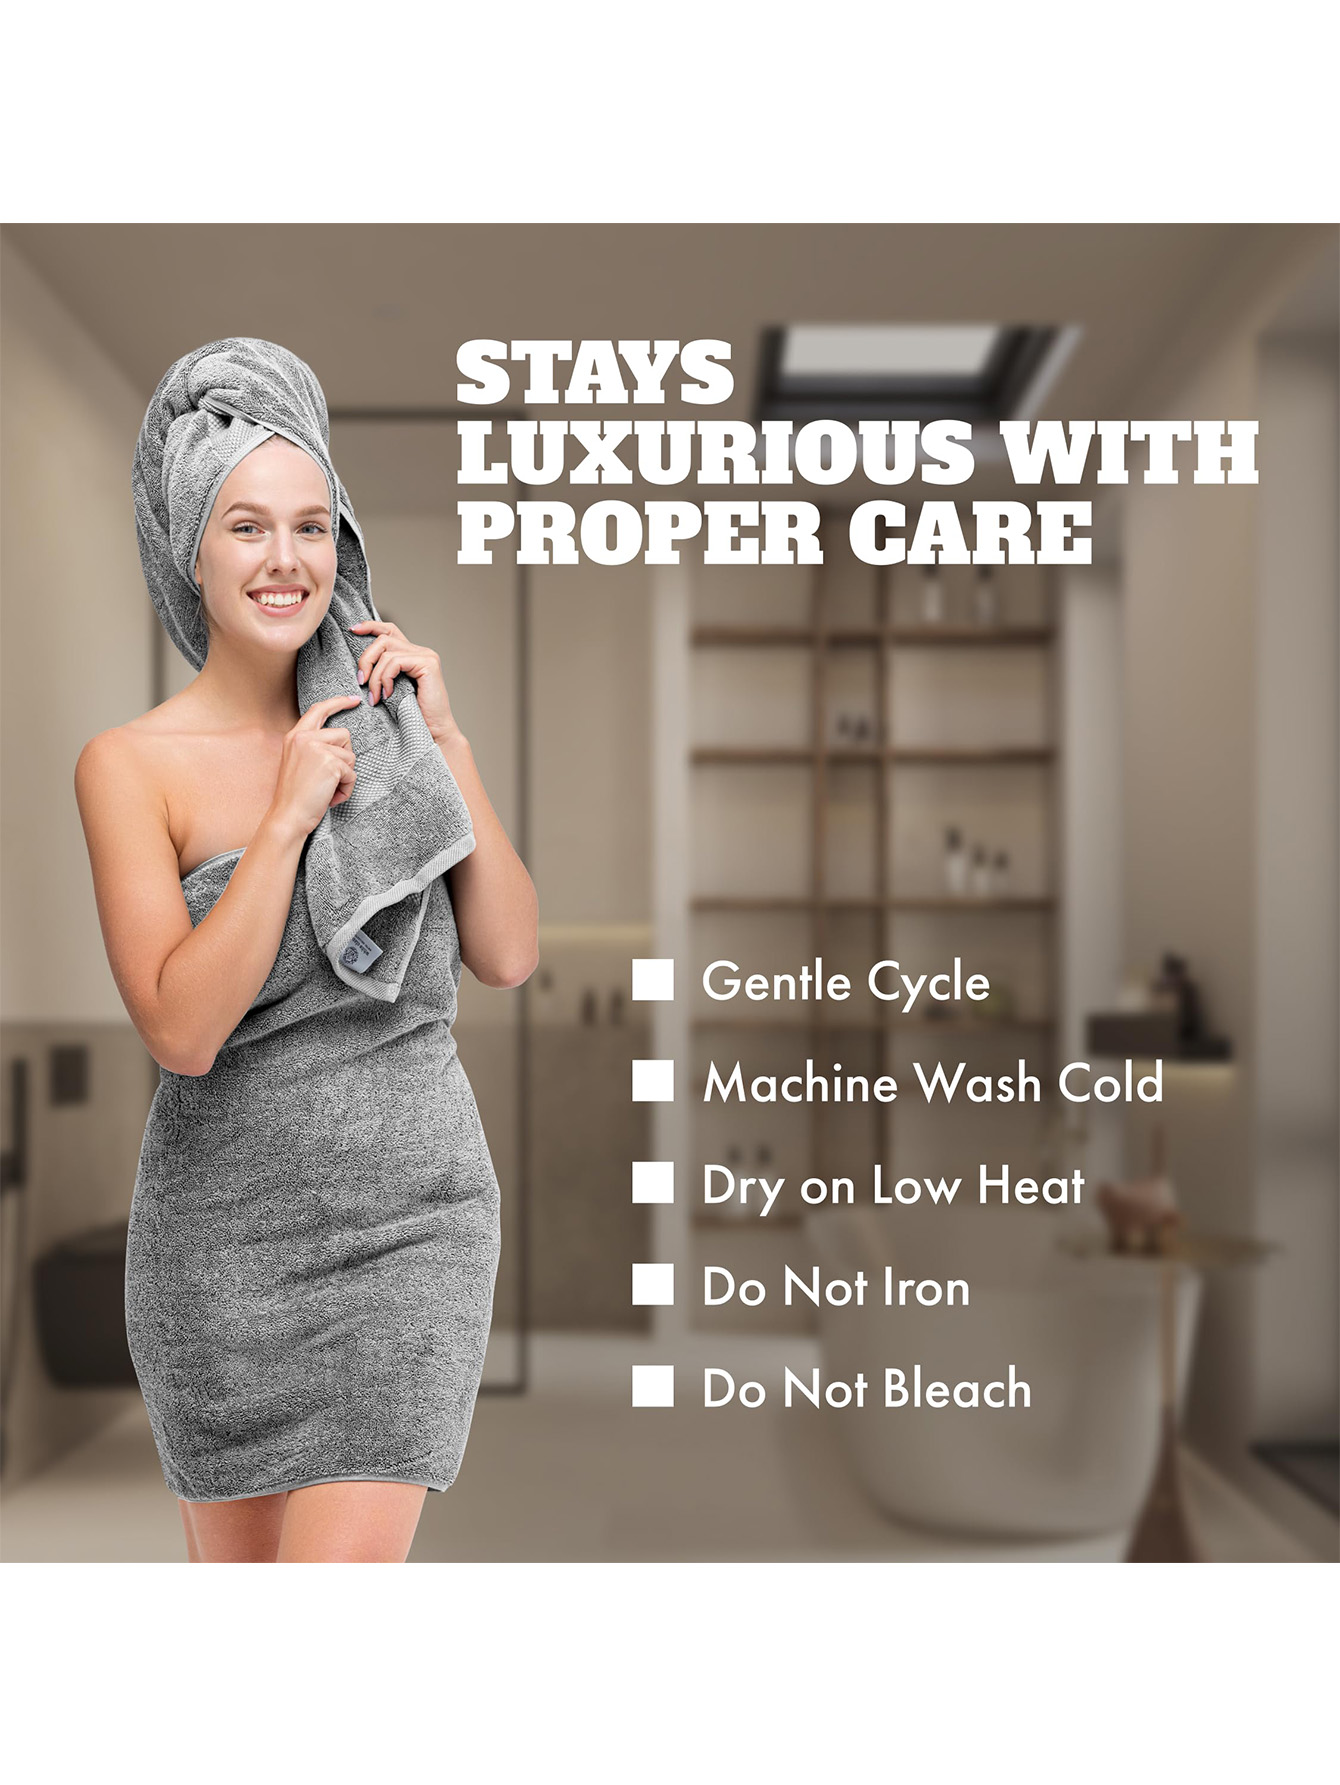 STAYS
LUXURIOUS WITH
PROPER CARE
Gentle Cycle
Machine Wash Cold
Dry on Low Heat
Do Not Iron
Do Not Bleach